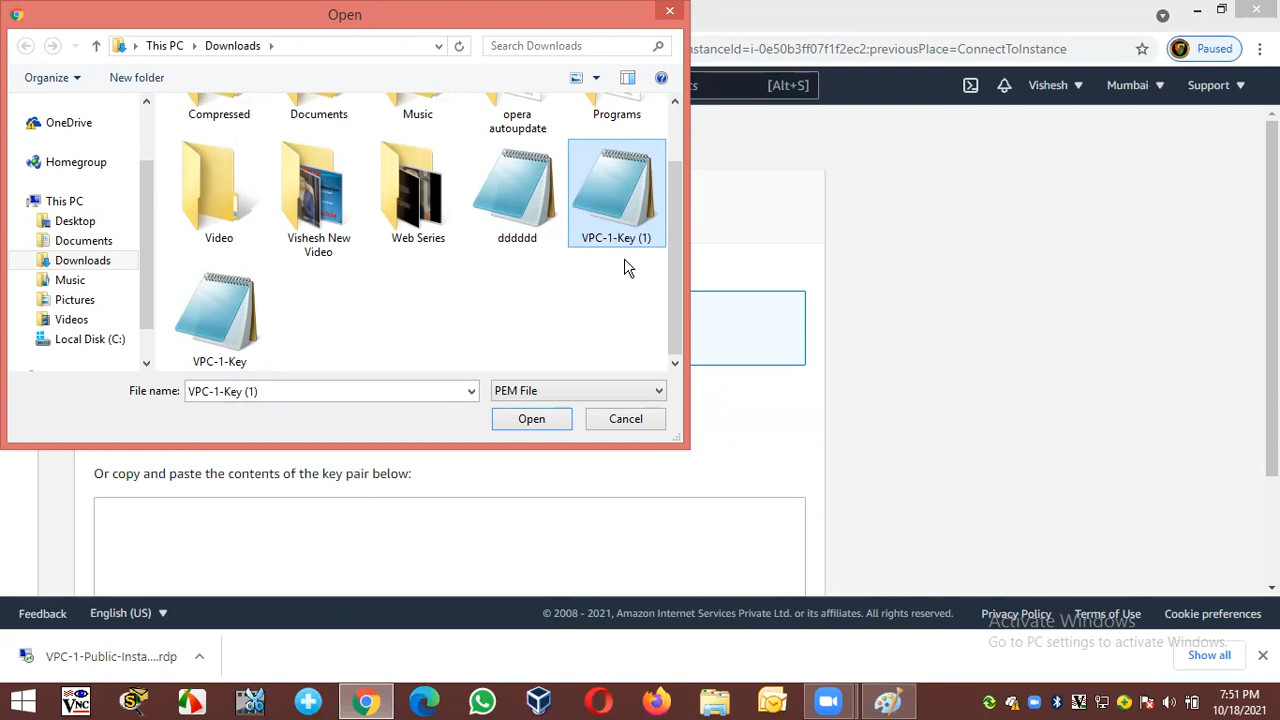 Open
This PC
Downloads
Search Downloads
Organize
New folder
OneDrive
Homegroup
This PC
Desktop
Documents
Downloads
Music
Pictures
Videos
Local Disk (C:)
Compressed
Documents
Music
opera
autoupdate
Programs
Video
Vishesh New
Video
Web Series
dddddd
VPC-1-Key (1)
VPC-1-Key
File name:
VPC-1-Key (1)
PEM File
Open
Cancel
nstanceId=i-0e50b3ff07f1f2ec2;previousPlace=ConnectToInstance
Paused
cs
[Alt+S]
Vishesh
Mumbai
Support
Or copy and paste the contents of the key pair below:
Feedback
English (US)
© 2008 - 2021, Amazon Internet Services Private Ltd. or its affiliates. All rights reserved.
Privacy Policy
Terms of Use
Cookie preferences
Activate Windows
Go to PC settings to activate Windows.
VPC-1-Public-Insta....rdp
Show all
7:51 PM
10/18/2021